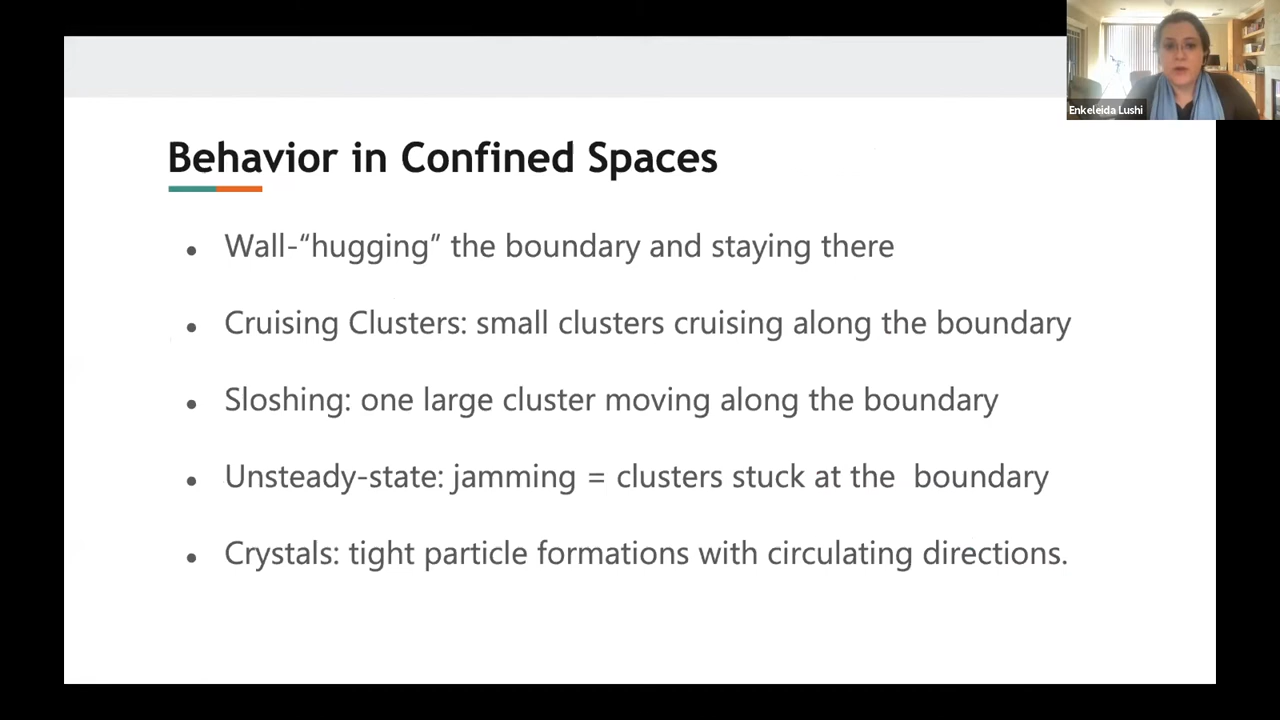 Enkeleida Lushi
Behavior in Confined Spaces
• Wall-“hugging” the boundary and staying there
• Cruising Clusters: small clusters cruising along the boundary
• Sloshing: one large cluster moving along the boundary
• Unsteady-state: jamming = clusters stuck at the  boundary
• Crystals: tight particle formations with circulating directions.